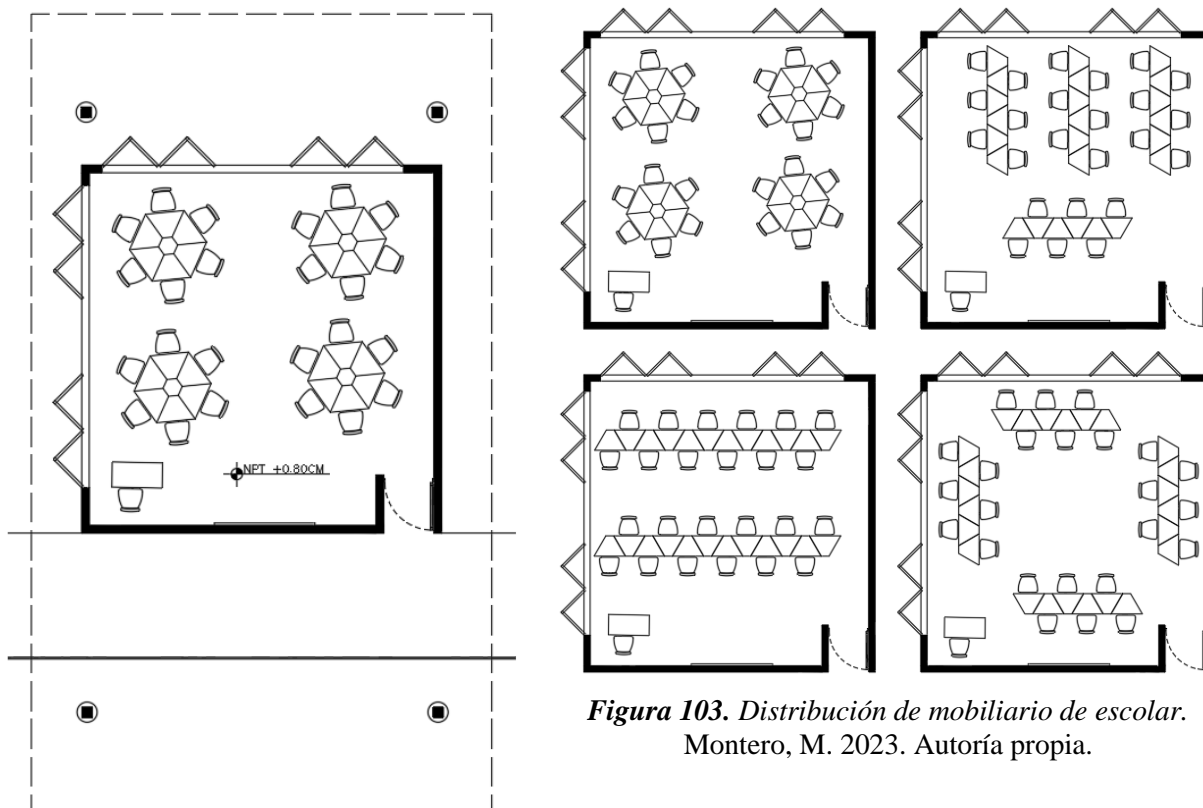 NPT +0.80CM
Figura 103. Distribución de mobiliario de escolar.
Montero, M. 2023. Autoría propia.